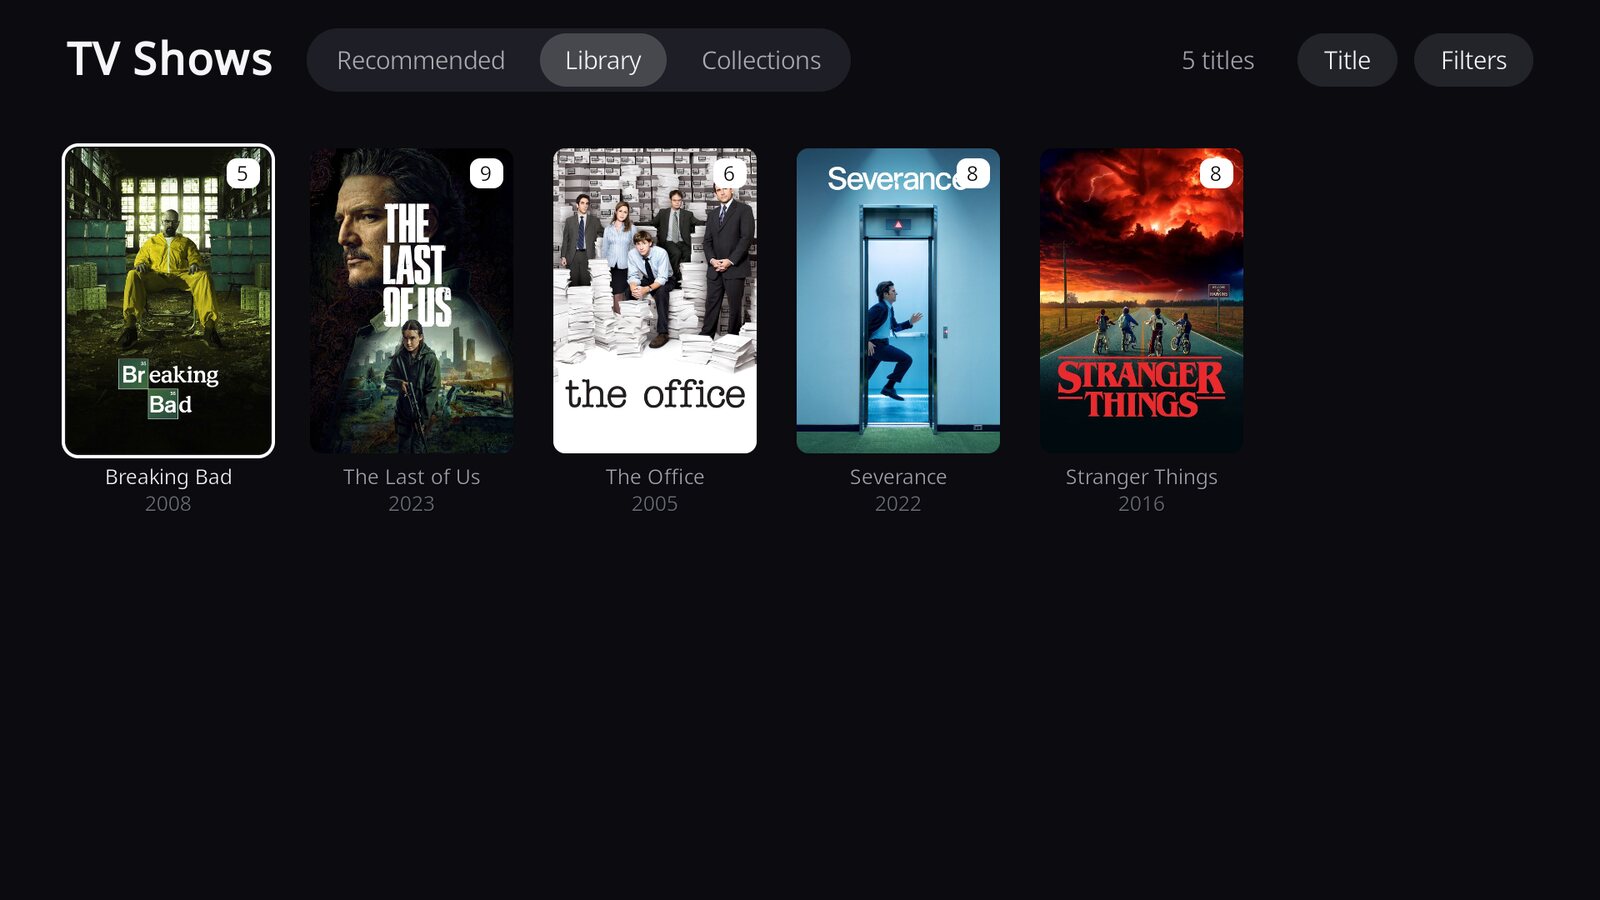 TV Shows
Recommended
Library
Collections
5 titles
Title
Filters
5
Breaking
Bad
9
THE
LAST
OF US
6
the office
Severance
8
8
STRANGER
THINGS
Breaking Bad
2008
The Last of Us
2023
The Office
2005
Severance
2022
Stranger Things
2016